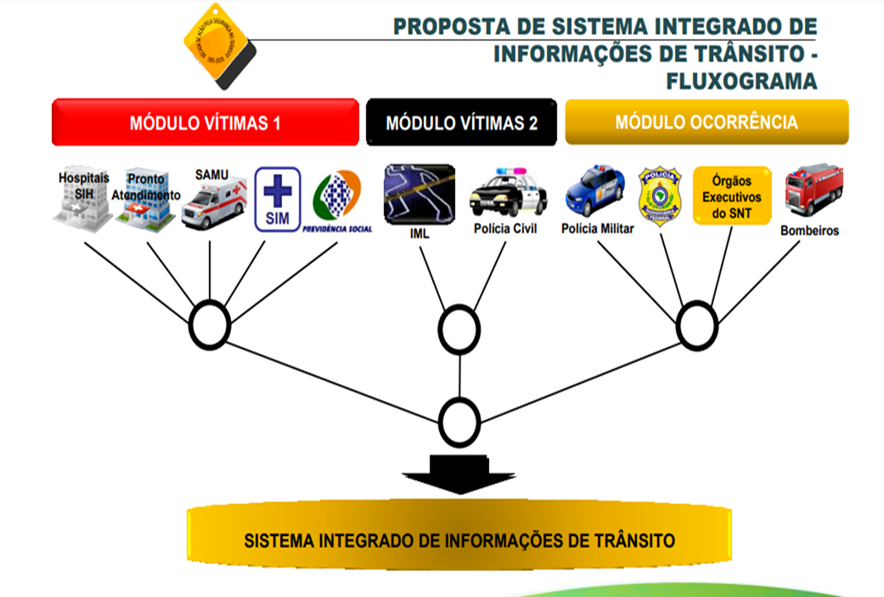 PROPOSTA DE SISTEMA INTEGRADO DE
INFORMAÇÕES DE TRÂNSITO -
FLUXOGRAMA
MÓDULO VÍTIMAS 1
MÓDULO VÍTIMAS 2
MÓDULO OCORRÊNCIA
Hospitais
SIH
Pronto
Atendimento
SAMU
SIM
PREVIDÊNCIA SOCIAL
IML
Polícia Civil
Polícia Militar
POLÍCIA
RODOVIÁRIA
FEDERAL
Órgãos
Executivos
do SNT
Bombeiros
SISTEMA INTEGRADO DE INFORMAÇÕES DE TRÂNSITO